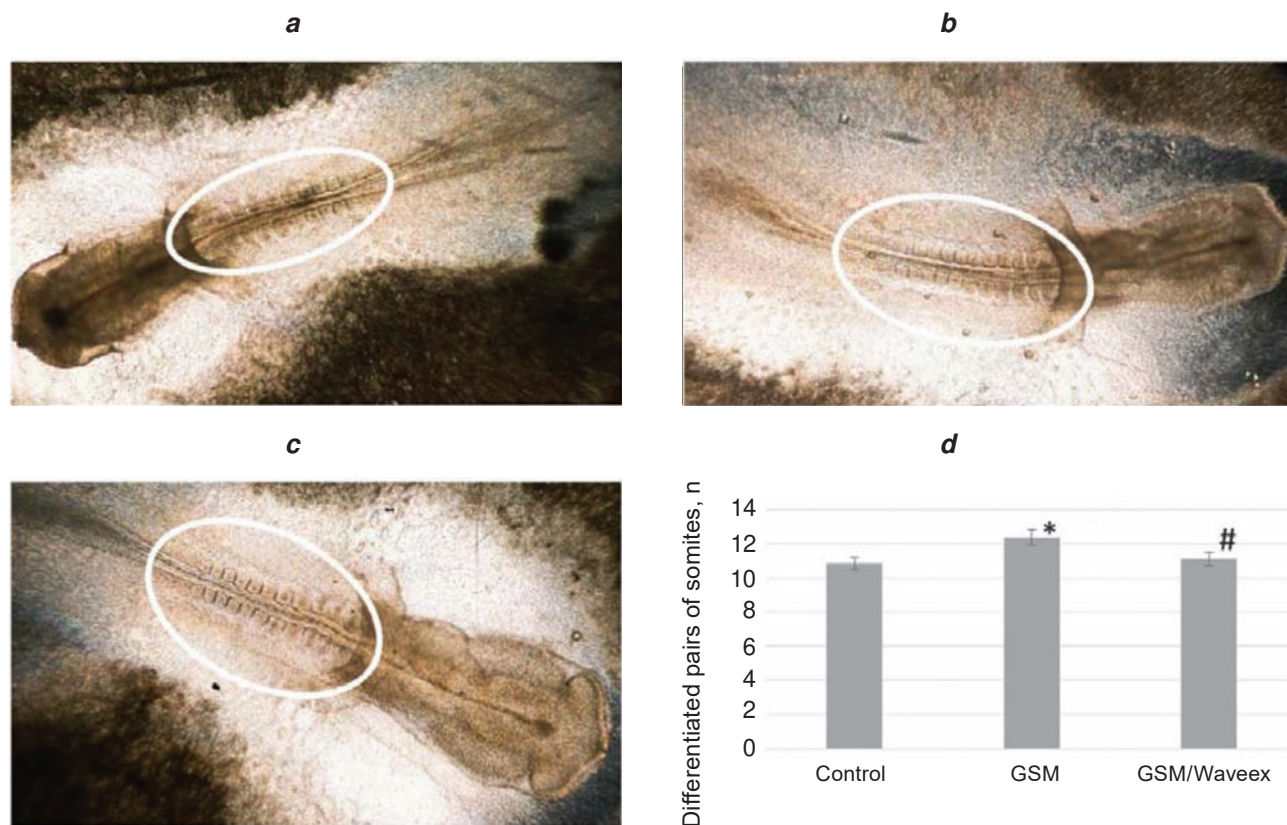 a
b
c
d
Differentiated pairs of somites, n
14
12
10
8
6
4
2
0
*
#
Control
GSM
GSM/Waveex